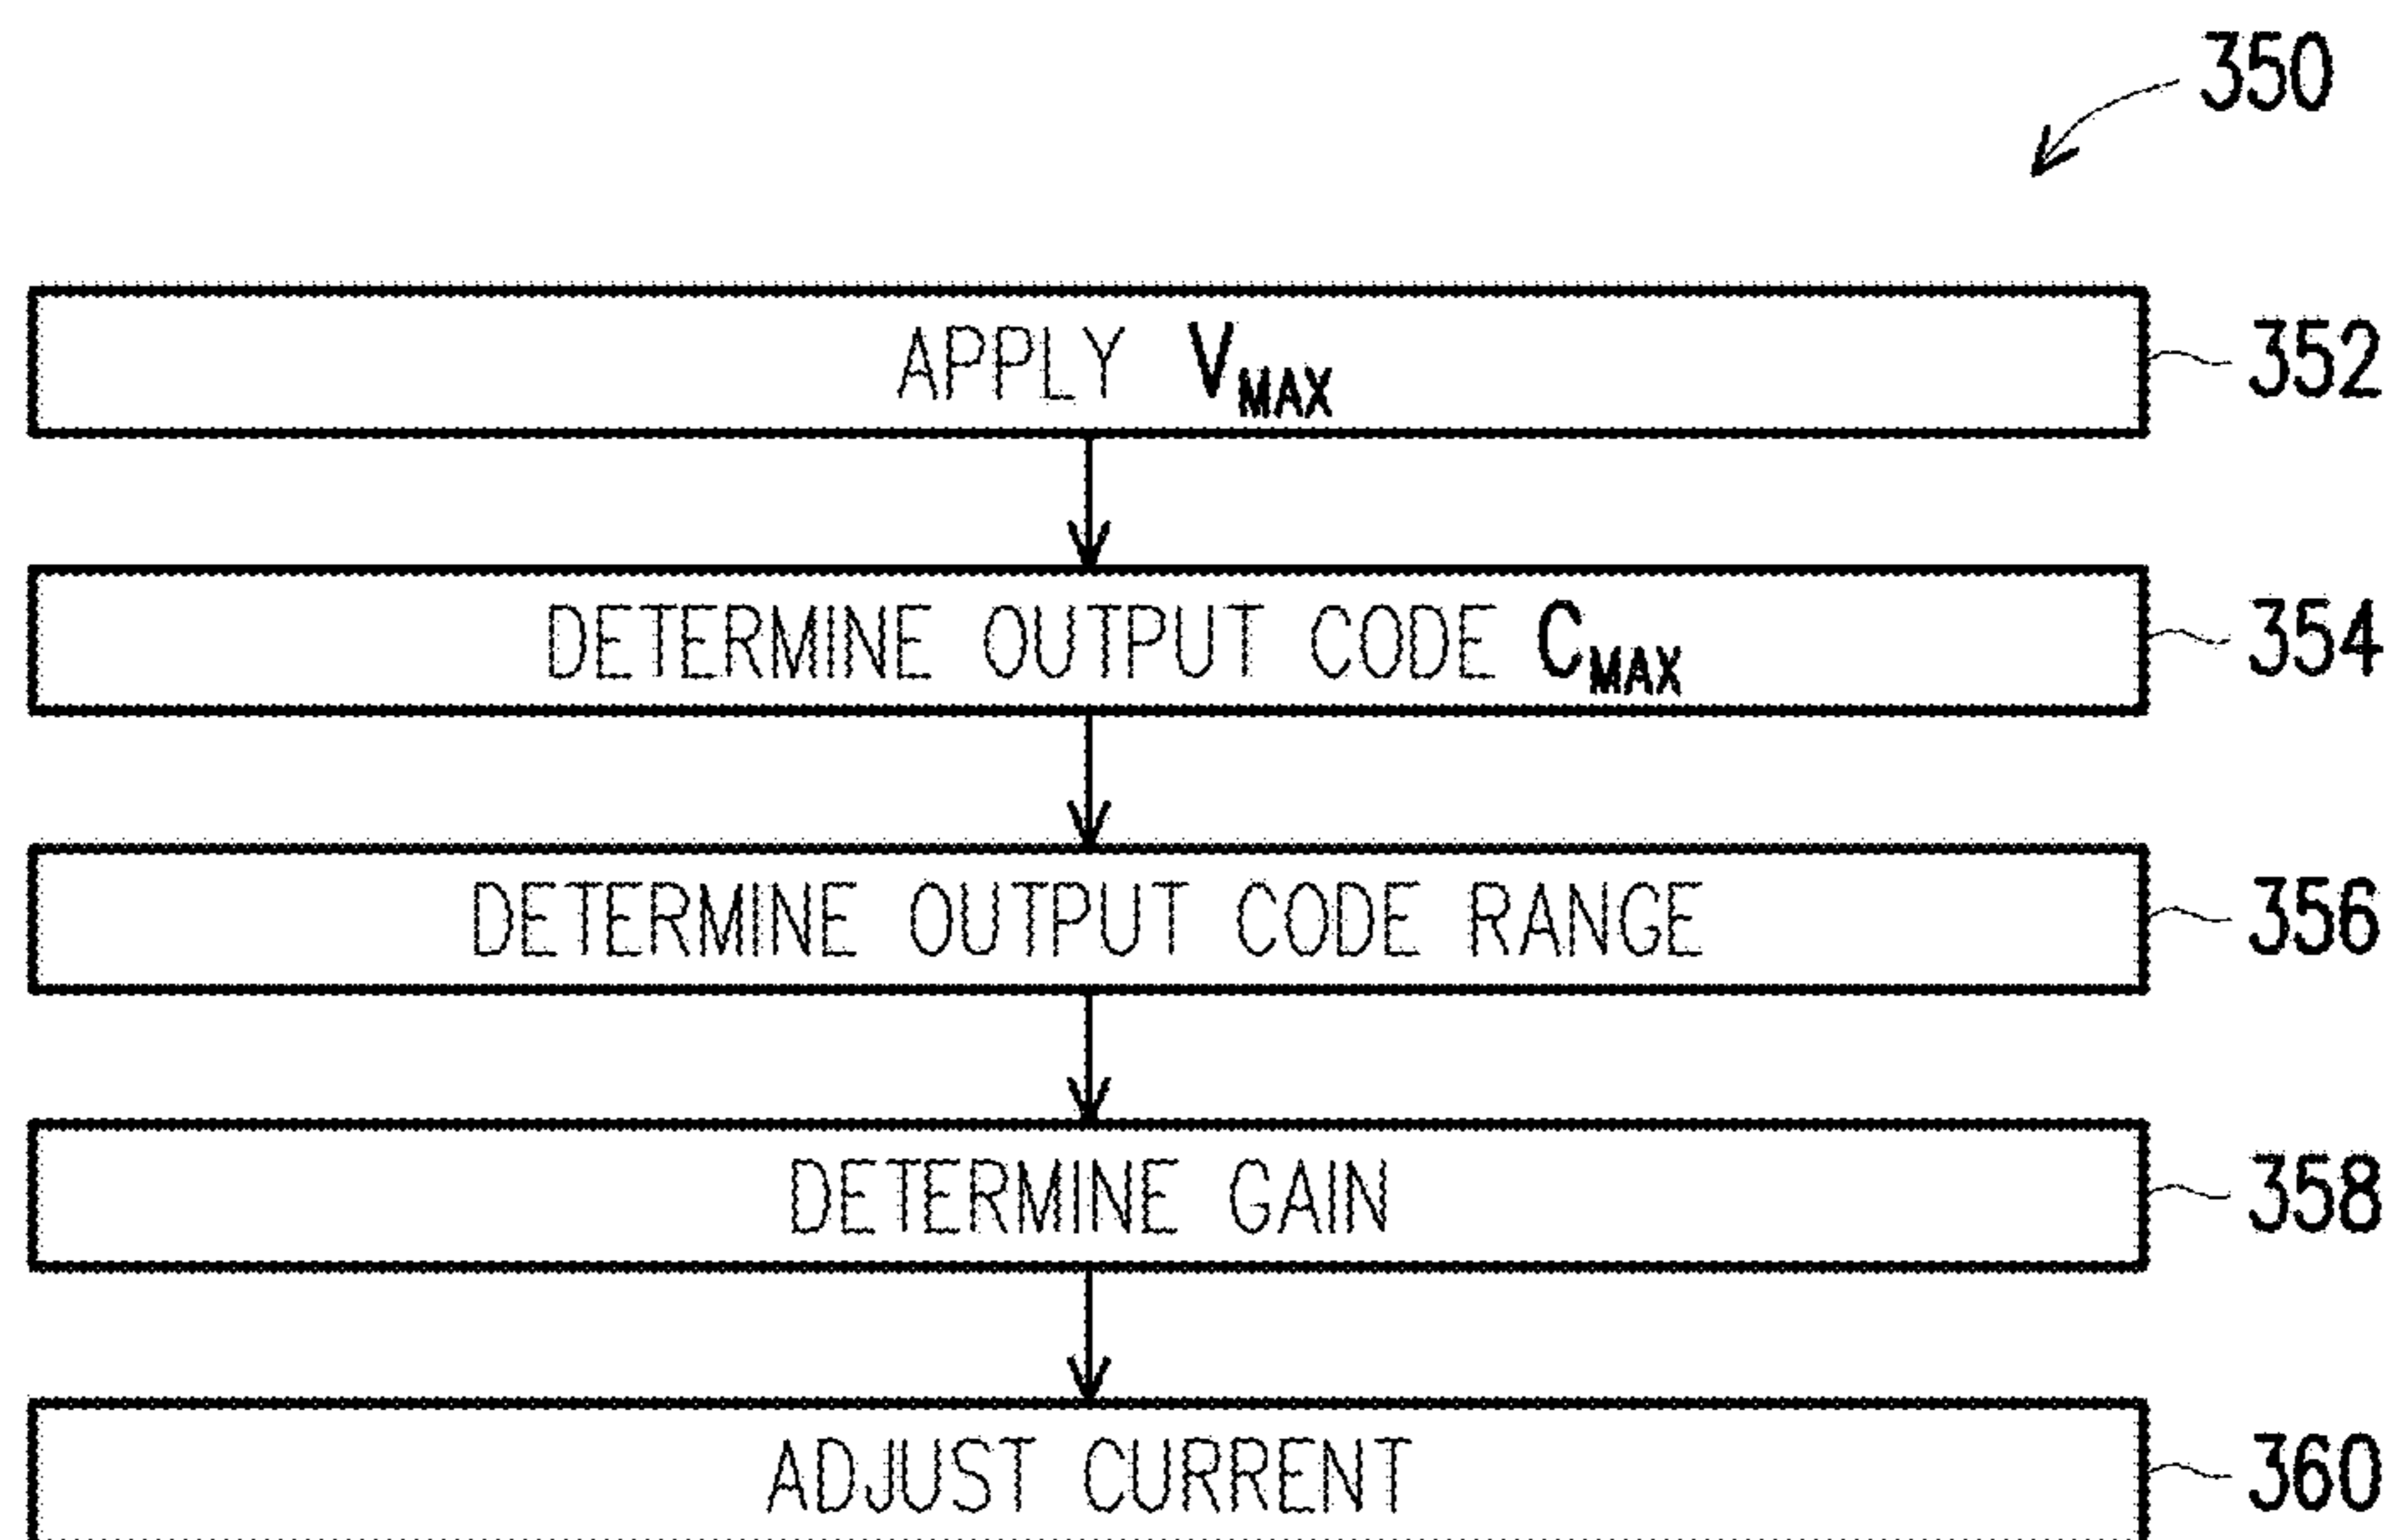 350
APPLY VMAX 352
DETERMINE OUTPUT CODE CMAX 354
DETERMINE OUTPUT CODE RANGE 356
DETERMINE GAIN 358
ADJUST CURRENT 360